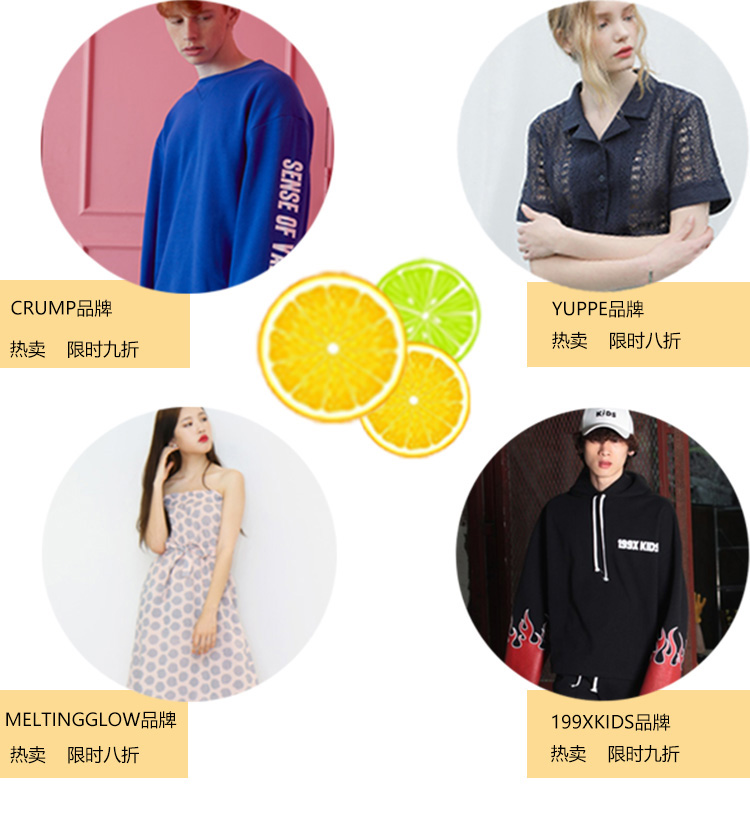 SENSE OF
CRUMP品牌
热卖 限时九折
YUPPE品牌
热卖 限时八折
KiDS
199X KIDS
MELTINGGLOW品牌
热卖 限时八折
199XKIDS品牌
热卖 限时九折